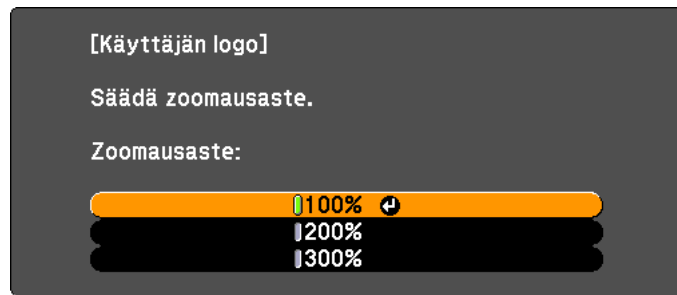 [Käyttäjän logo]
Säädä zoomausaste.
Zoomausaste:
100%
200%
300%